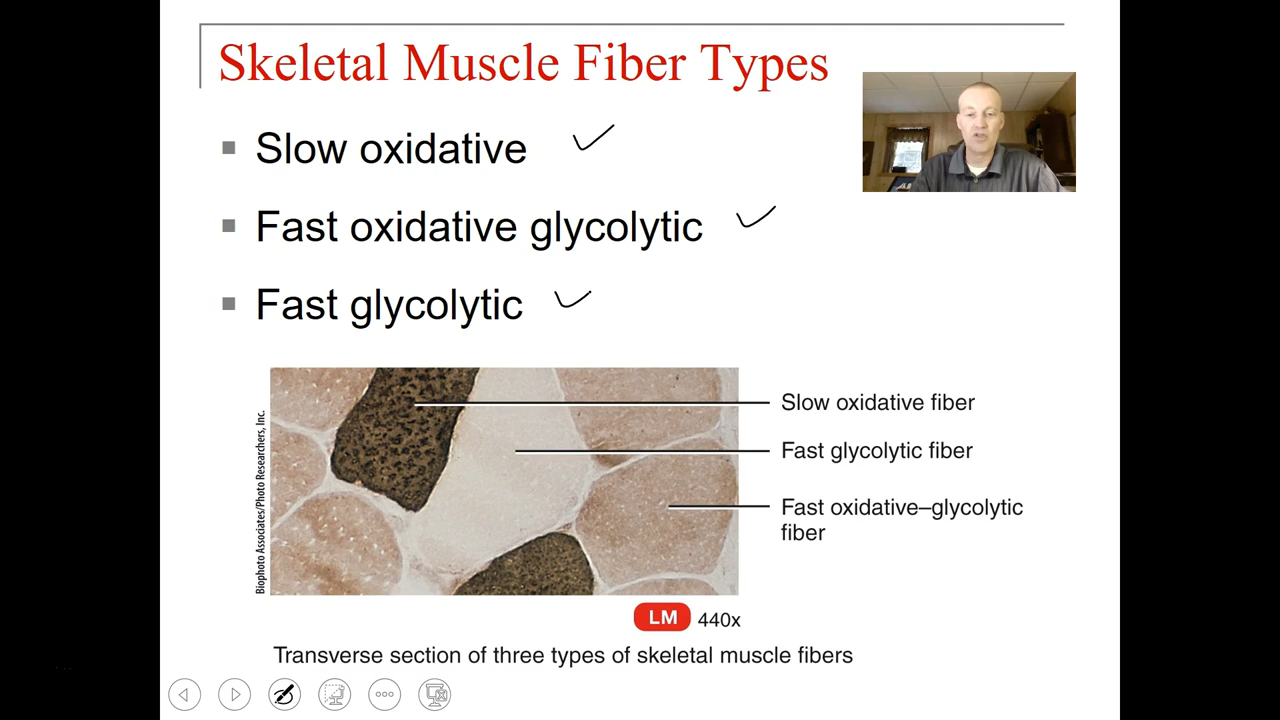 Skeletal Muscle Fiber Types
Slow oxidative
Fast oxidative glycolytic
Fast glycolytic
Biophoto Associates/Photo Researchers, Inc.
Slow oxidative fiber
Fast glycolytic fiber
Fast oxidative–glycolytic
fiber
LM 440x
Transverse section of three types of skeletal muscle fibers